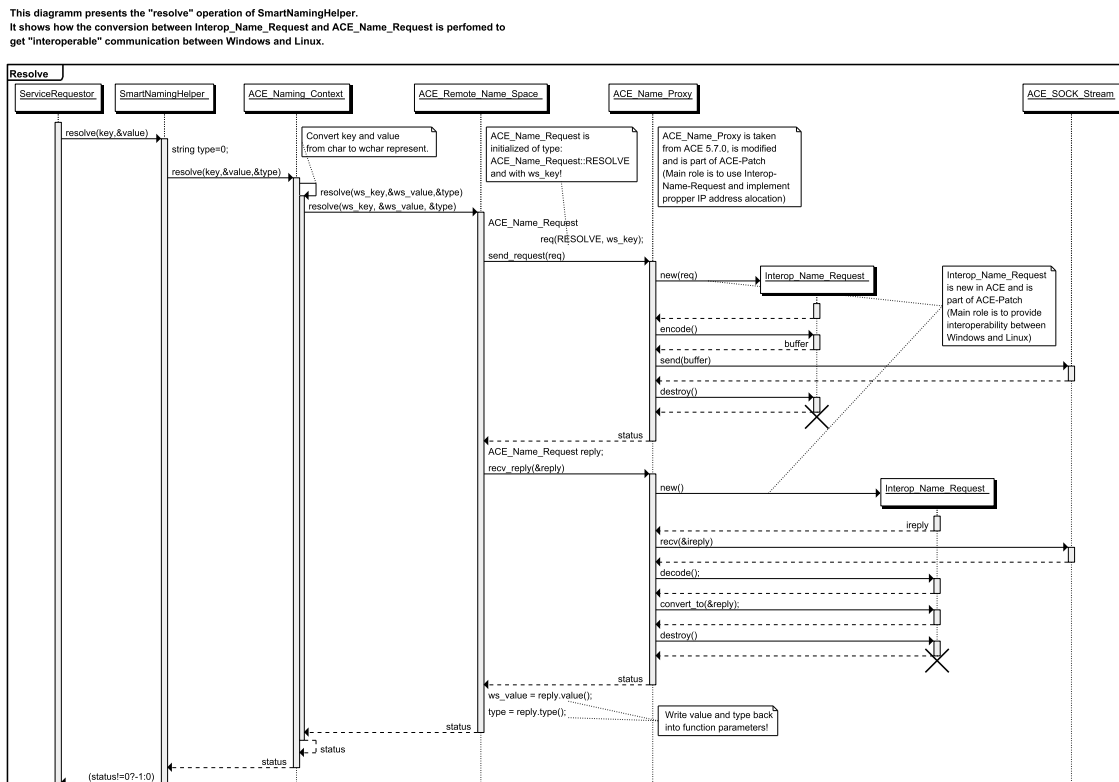 This diagramm presents the "resolve" operation of SmartNamingHelper.
It shows how the conversion between Interop_Name_Request and ACE_Name_Request is perfomed to
get "interoperable" communication between Windows and Linux.
Resolve
ServiceRequestor
SmartNamingHelper
ACE_Naming_Context
ACE_Remote_Name_Space
ACE_Name_Proxy
ACE_SOCK_Stream
resolve(key,&value)
string type=0;
resolve(key,&value,&type)
Convert key and value
from char to wchar represent.
ACE_Name_Request is
initialized of type:
ACE_Name_Request::RESOLVE
and with ws_key!
ACE_Name_Proxy is taken
from ACE 5.7.0, is modified
and is part of ACE-Patch
(Main role is to use Interop-
Name-Request and implement
propper IP address alocation)
resolve(ws_key,&ws_value,&type)
resolve(ws_key, &ws_value, &type)
ACE_Name_Request
req(RESOLVE, ws_key);
send_request(req)
new(req)
Interop_Name_Request
Interop_Name_Request
is new in ACE and is
part of ACE-Patch
(Main role is to provide
interoperability between
Windows and Linux)
encode()
buffer
send(buffer)
destroy()
status
ACE_Name_Request reply;
recv_reply(&reply)
new()
Interop_Name_Request
ireply
recv(&ireply)
decode();
convert_to(&reply);
destroy()
status
ws_value = reply.value();
type = reply.type();
Write value and type back
into function parameters!
status
status
status
(status!=0?-1:0)